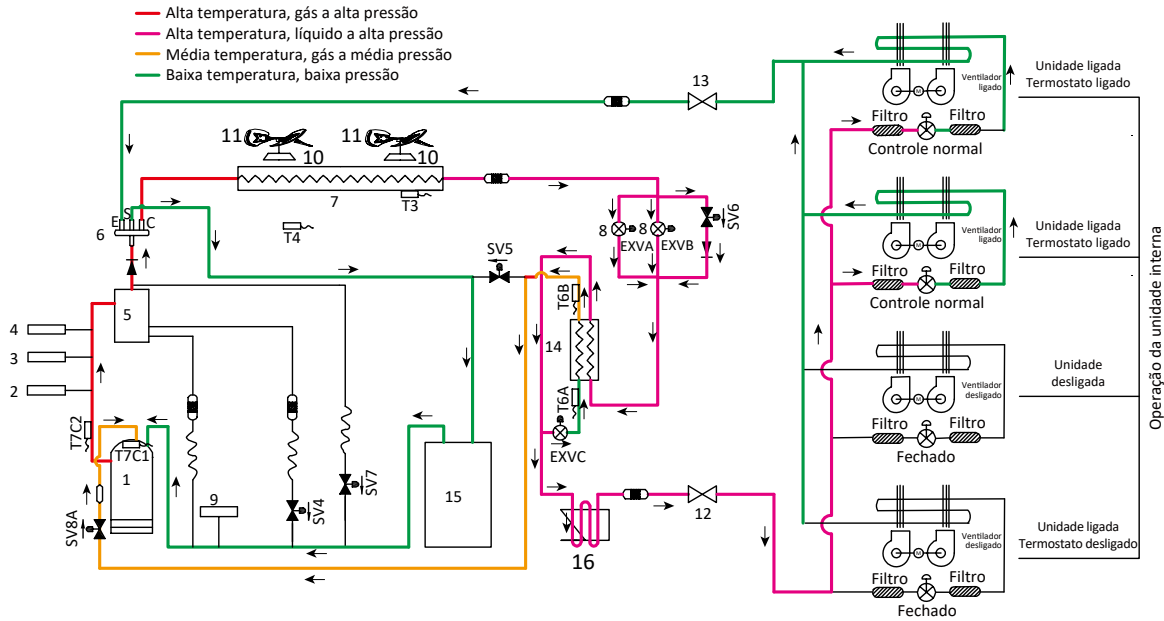 Alta temperatura, gás a alta pressão
Alta temperatura, líquido a alta pressão
Média temperatura, gás a média pressão
Baixa temperatura, baixa pressão
13
11
11
10
10
7
T3
T4
E
S
C
6
5
4
3
2
T7C2
T7C1
1
SV8A
9
SV4
SV7
15
SV5
T6B
14
T6A
EXVC
8
EXVA
8
EXVB
SV6
16
12
M
Ventilador
ligado
Filtro
Filtro
Controle normal
Unidade ligada
Termostato ligado
M
Ventilador
ligado
Filtro
Filtro
Controle normal
Unidade ligada
Termostato ligado
M
Ventilador
desligado
Filtro
Filtro
Fechado
Unidade
desligada
M
Ventilador
desligado
Filtro
Filtro
Fechado
Unidade ligada
Termostato desligado
Operação da unidade interna